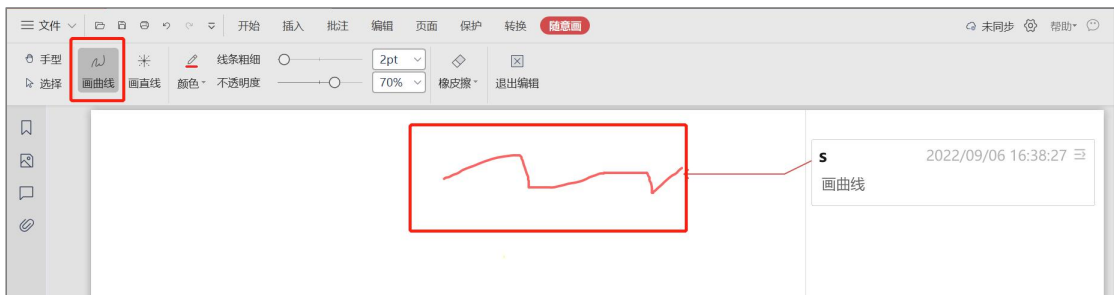 文件 开始 插入 批注 编辑 页面 保护 转换 随意画 未同步 帮助
手型 线条粗细 2pt
选择 画曲线 画直线 颜色 不透明度 70% 橡皮擦 退出编辑
s 2022/09/06 16:38:27
画曲线